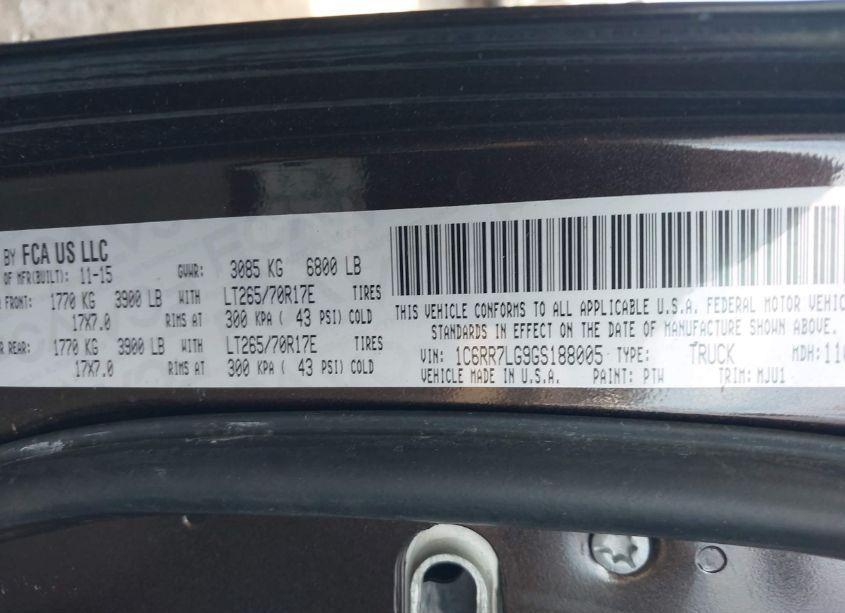 BY FCA US LLC
OF MFR(BUILT): 11-15 GVWR: 3085 KG 6800 LB
FRONT: 1770 KG 3900 LB WITH LT265/70R17E TIRES
17X7.0 RIMS AT 300 KPA ( 43 PSI) COLD
REAR: 1770 KG 3900 LB WITH LT265/70R17E TIRES
17X7.0 RIMS AT 300 KPA ( 43 PSI) COLD
THIS VEHICLE CONFORMS TO ALL APPLICABLE U.S.A. FEDERAL MOTOR VEHIC
STANDARDS IN EFFECT ON THE DATE OF MANUFACTURE SHOWN ABOVE.
VIN: 1C6RR7LG9GS188005 TYPE: TRUCK MDH: 110
VEHICLE MADE IN U.S.A. PAINT: PTW TRIM: MJU1